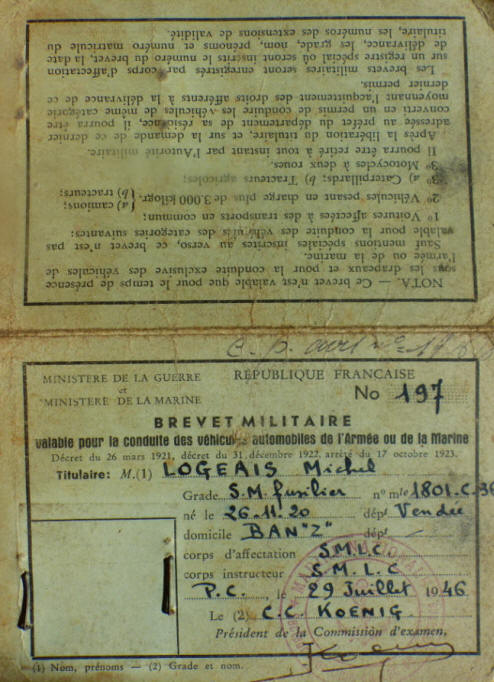 NOTA. — Ce brevet n'est valable que pour le temps de présence
sous les drapeaux et pour la conduite exclusive des véhicules de
l'armée ou de la marine.
Sauf mentions spéciales inscrites au verso, ce brevet n'est pas
valable pour la conduite des véhicules des catégories suivantes:
1° Voitures affectées à des transports en commun;
2° Véhicules pesant en charge plus de 3.000 kilogr. { a) camions; b) tracteurs;
3° a) Caterpillards; b) Tracteurs agricoles;
3° Motocycles à deux roues.
Il pourra être retiré à tout instant par l'Autorité militaire.
Après la libération du titulaire, et sur la demande de ce dernier
adressée au préfet du département de sa résidence, il pourra être
converti en un permis de conduire les véhicules de même catégorie
moyennant l'acquittement des droits afférents à la délivrance de ce
dernier permis.
Les brevets militaires seront enregistrés par corps d'affectation
sur un registre spécial où seront inscrits le numéro du brevet, la date
de délivrance, les grade, nom, prénoms et numéro matricule du
titulaire, les numéros des extensions de validité.
MINISTERE DE LA GUERRE
et
MINISTERE DE LA MARINE
RÉPUBLIQUE FRANÇAISE
No 197
BREVET MILITAIRE
valable pour la conduite des véhicules automobiles de l'Armée ou de la Marine
Décret du 26 mars 1921, décret du 31 décembre 1922, arrêté du 17 octobre 1923.
Titulaire: M.(1) LOGEAIS Michel
Grade S.M. fusilier n° mle 1801.C.36
né le 26.11.20 dépt Vendée
domicile BAN"Z" dépt
corps d'affectation S.M.L.C
corps instructeur S.M.L.C
P.C., le 29 Juillet 1946
Le (2) C.C. KOENIG.
Président de la Commission d'examen,
(1) Nom, prénoms — (2) Grade et nom.